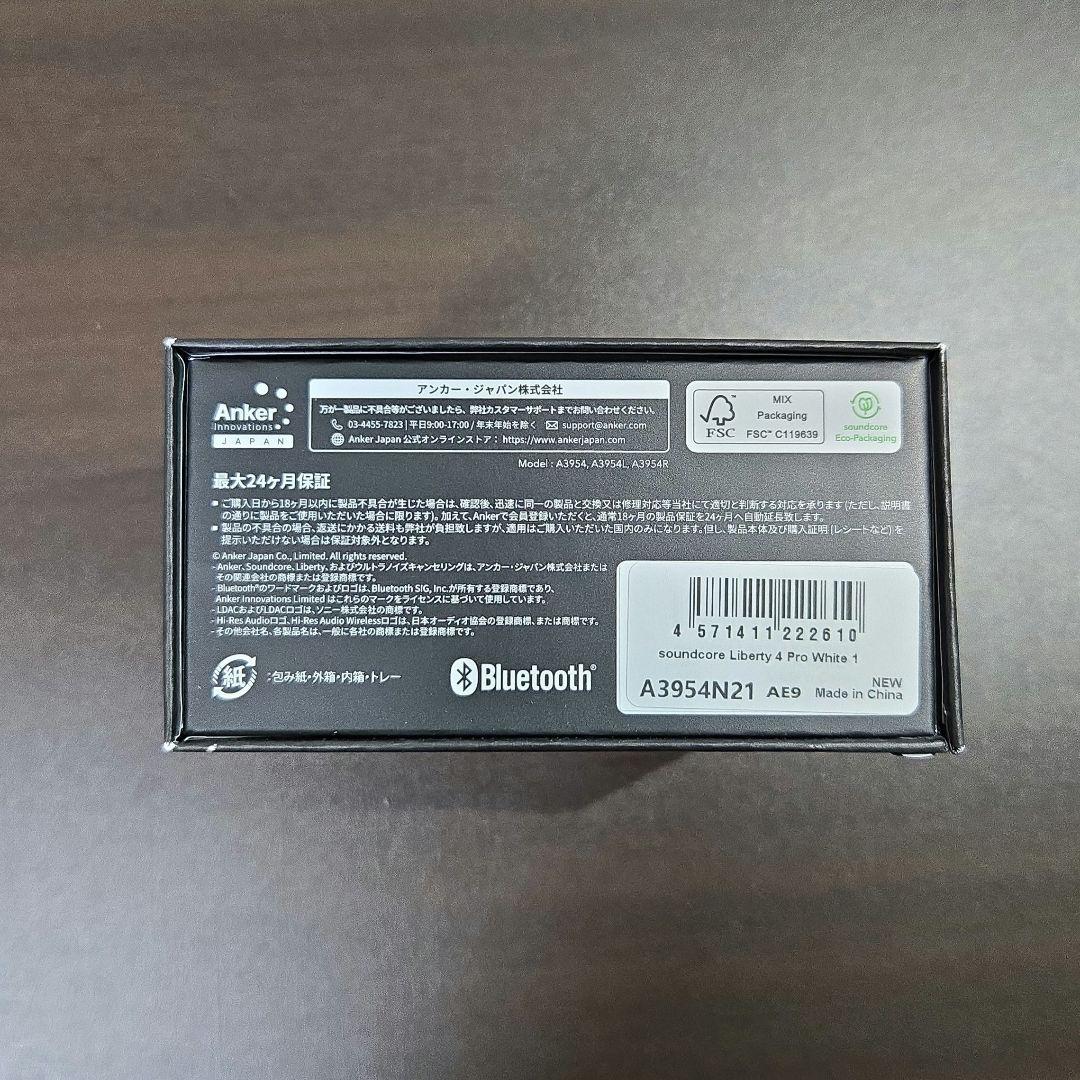 Anker
Innovations
JAPAN
アンカー・ジャパン株式会社
万が一製品に不具合等がございましたら、弊社カスタマーサポートまでお問い合わせください。
03-4455-7823 | 平日9:00-17:00 / 年末年始を除く support@anker.com
Anker Japan 公式オンラインストア： https://www.ankerjapan.com
FSC™
MIX
Packaging
FSC™ C119639
soundcore
Eco-Packaging
Model : A3954, A3954L, A3954R
最大24ヶ月保証
■ ご購入日から18ヶ月以内に製品不具合が生じた場合は、確認後、迅速に同一の製品と交換又は修理対応等当社にて適切と判断する対応を承ります (ただし、説明書
の通りに製品をご使用いただいた場合に限ります)。加えて、Ankerで会員登録いただくと、通常18ヶ月の製品保証を24ヶ月へ自動延長致します。
■ 製品の不具合の場合、返送にかかる送料も弊社が負担致しますが、適用はご購入いただいた国内のみになります。但し、製品本体及び購入証明 (レシートなど) を
提示いただけない場合は保証対象外となります。
© Anker Japan Co., Limited. All rights reserved.
- Anker、Soundcore、Liberty、およびウルトラノイズキャンセリングは、アンカー・ジャパン株式会社または
その関連会社の商標または登録商標です。
- Bluetooth®のワードマークおよびロゴは、Bluetooth SIG, Inc.が所有する登録商標であり、
Anker Innovations Limited はこれらのマークをライセンスに基づいて使用しています。
- LDACおよびLDACロゴは、ソニー株式会社の商標です。
- Hi-Res Audioロゴ、Hi-Res Audio Wirelessロゴは、日本オーディオ協会の登録商標、または商標です。
- その他会社名、各製品名は、一般に各社の商標または登録商標です。
紙 :包み紙・外箱・内箱・トレー
Bluetooth®
4 571411 222610
soundcore Liberty 4 Pro White 1
A3954N21 AE9
NEW
Made in China